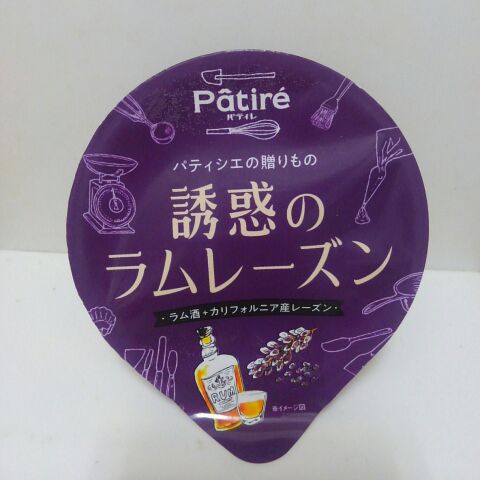 Pâtiré
パティレ
パティシエの贈りもの
誘惑の
ラムレーズン
・ラム酒+カリフォルニア産レーズン・
RUM
※イメージ図